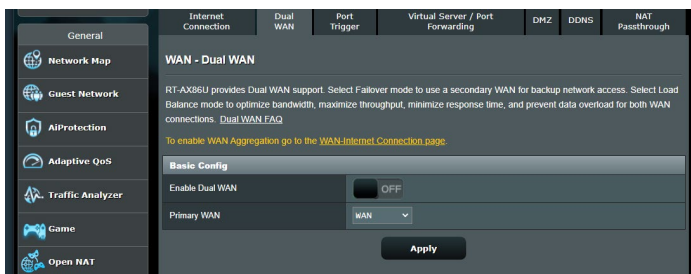 General
Network Map
Guest Network
AiProtection
Adaptive QoS
Traffic Analyzer
Game
Open NAT
Internet Connection
Dual WAN
Port Trigger
Virtual Server / Port Forwarding
DMZ
DDNS
NAT Passthrough
WAN - Dual WAN
RT-AX86U provides Dual WAN support. Select Failover mode to use a secondary WAN for backup network access. Select Load
Balance mode to optimize bandwidth, maximize throughput, minimize response time, and prevent data overload for both WAN
connections. Dual WAN FAQ
To enable WAN Aggregation go to the WAN-Internet Connection page.
Basic Config
Enable Dual WAN
OFF
Primary WAN
WAN
Apply